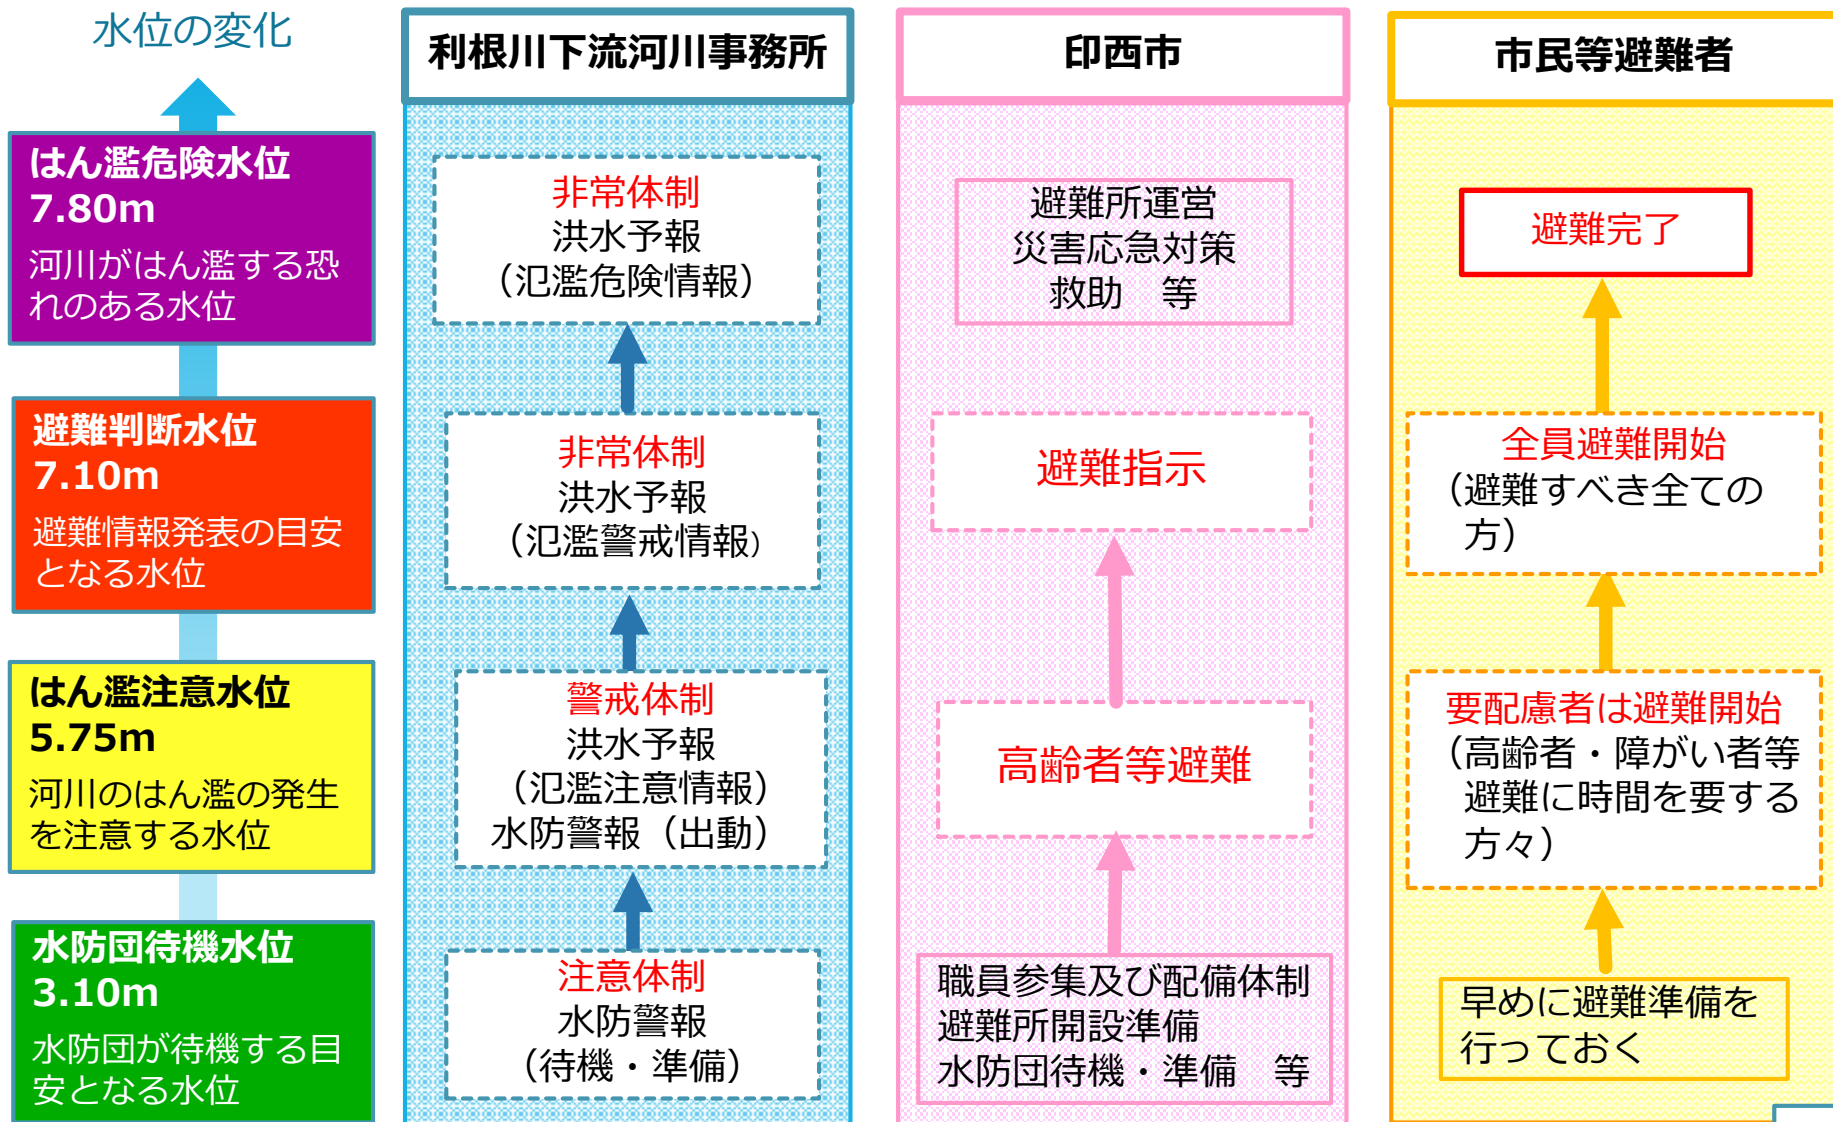 水位の変化
はん濫危険水位
7.80m
河川がはん濫する恐
れのある水位
避難判断水位
7.10m
避難情報発表の目安
となる水位
はん濫注意水位
5.75m
河川のはん濫の発生
を注意する水位
水防団待機水位
3.10m
水防団が待機する目
安となる水位
利根川下流河川事務所
非常体制
洪水予報
（氾濫危険情報）
非常体制
洪水予報
（氾濫警戒情報）
警戒体制
洪水予報
（氾濫注意情報）
水防警報（出動）
注意体制
水防警報
（待機・準備）
印西市
避難所運営
災害応急対策
救助　等
避難指示
高齢者等避難
職員参集及び配備体制
避難所開設準備
水防団待機・準備　等
市民等避難者
避難完了
全員避難開始
（避難すべき全ての
方）
要配慮者は避難開始
（高齢者・障がい者等
避難に時間を要する
方々）
早めに避難準備を
行っておく